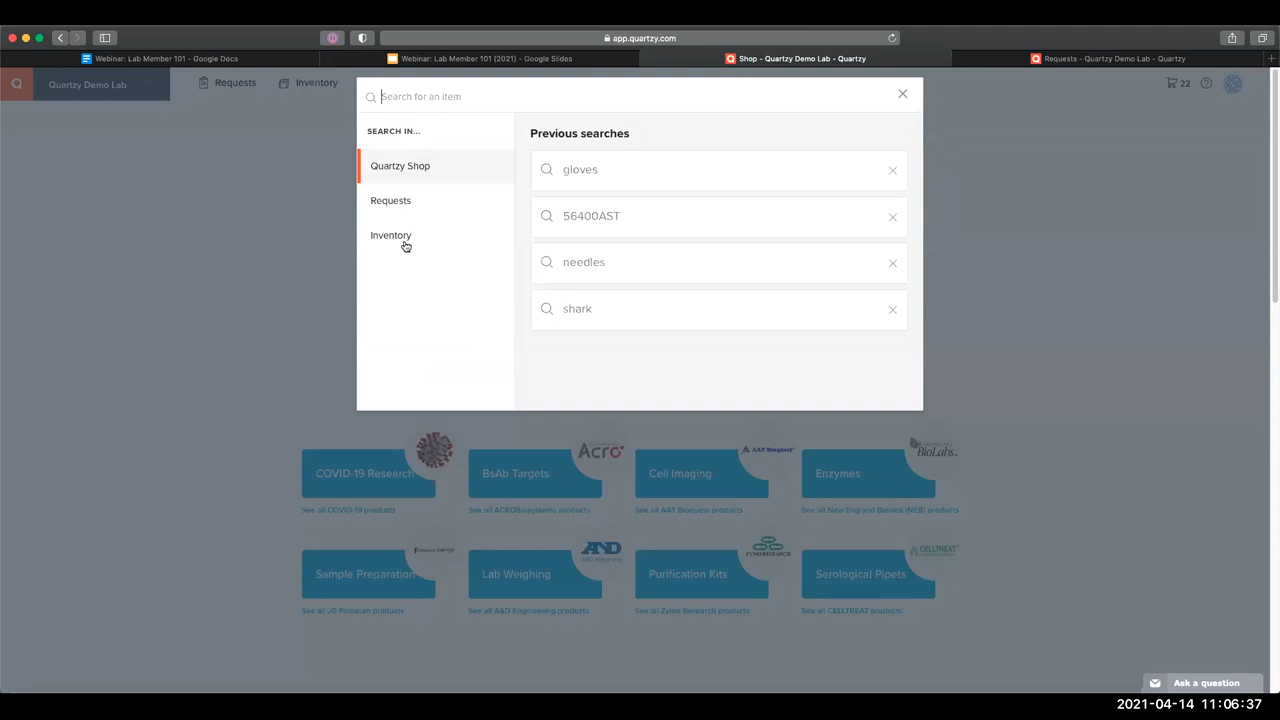 app.quartzy.com
Webinar: Lab Member 101 - Google Docs
Webinar: Lab Member 101 (2021) - Google Slides
Shop - Quartzy Demo Lab - Quartzy
Requests - Quartzy Demo Lab - Quartzy
Quartzy Demo Lab
Requests
Inventory
22
Search for an item
SEARCH IN...
Quartzy Shop
Requests
Inventory
Previous searches
gloves
56400AST
needles
shark
COVID-19 Research
BsAb Targets
Acro
Cell Imaging
AAT Bioquest
Enzymes
BioLabs
See all COVID-19 products
See all ACROBiosystems products
See all AAT Bioquest products
See all New England Biolabs (NEB) products
Sample Preparation
Lab Weighing
AND
Purification Kits
ZYMO RESEARCH
Serological Pipets
CELLTREAT
See all JG Finneran products
See all A&D Engineering products
See all Zymo Research products
See all CELLTREAT products
Ask a question
2021-04-14 11:06:37